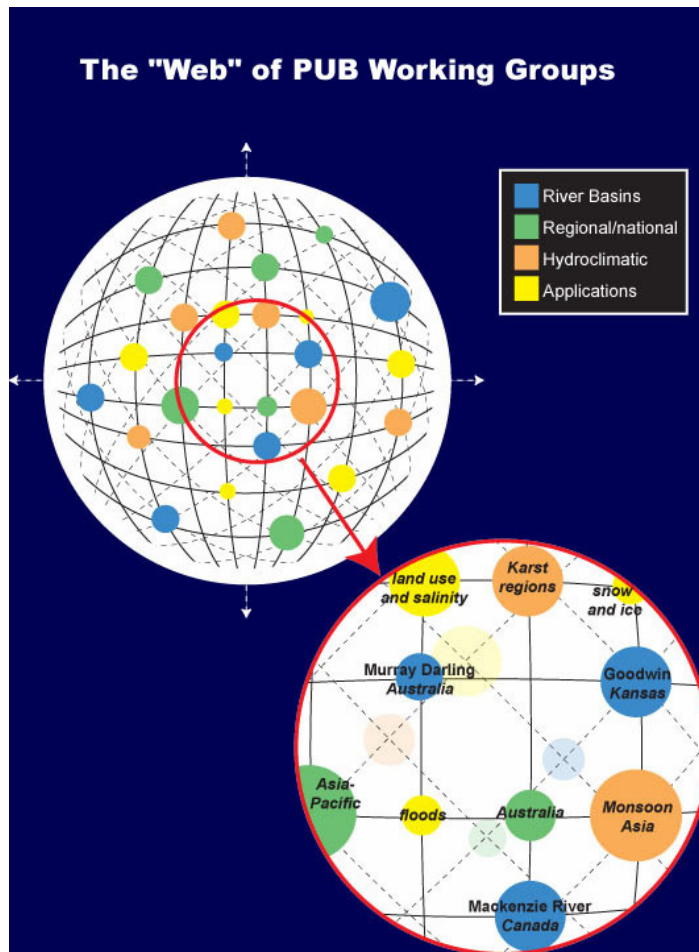 The "Web" of PUB Working Groups
River Basins
Regional/national
Hydroclimatic
Applications
land use
and salinity
Karst
regions
snow
and ice
Murray Darling
Australia
Goodwin
Kansas
Asia-
Pacific
floods
Australia
Monsoon
Asia
Mackenzie River
Canada